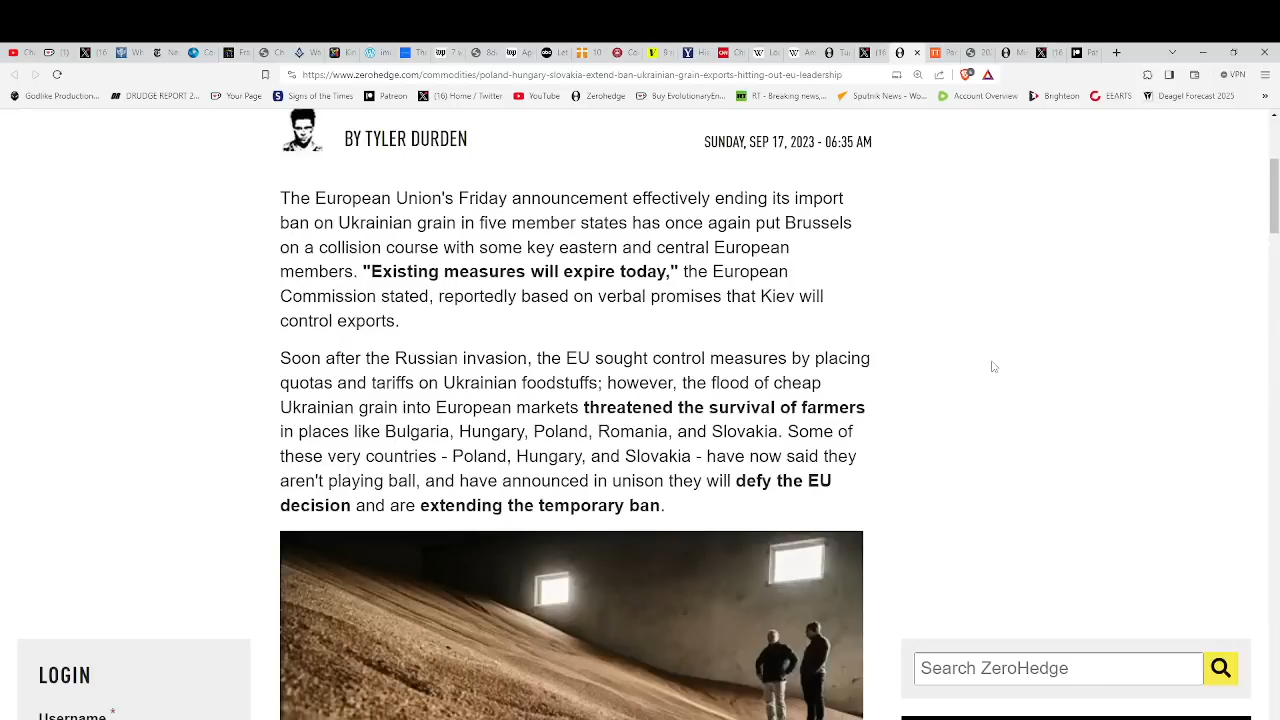 https://www.zerohedge.com/commodities/poland-hungary-slovakia-extend-ban-ukrainian-grain-exports-hitting-out-eu-leadership
VPN
Godlike Production... DRUDGE REPORT 2... Your Page Signs of the Times Patreon (16) Home / Twitter YouTube Zerohedge Buy EvolutionaryEn... RT - Breaking news,... Sputnik News - Wo... Account Overview Brighteon EEARTS Deagel Forecast 2025
BY TYLER DURDEN
SUNDAY, SEP 17, 2023 - 06:35 AM
The European Union's Friday announcement effectively ending its import
ban on Ukrainian grain in five member states has once again put Brussels
on a collision course with some key eastern and central European
members. "Existing measures will expire today," the European
Commission stated, reportedly based on verbal promises that Kiev will
control exports.
Soon after the Russian invasion, the EU sought control measures by placing
quotas and tariffs on Ukrainian foodstuffs; however, the flood of cheap
Ukrainian grain into European markets threatened the survival of farmers
in places like Bulgaria, Hungary, Poland, Romania, and Slovakia. Some of
these very countries - Poland, Hungary, and Slovakia - have now said they
aren't playing ball, and have announced in unison they will defy the EU
decision and are extending the temporary ban.
LOGIN
Username *
Search ZeroHedge